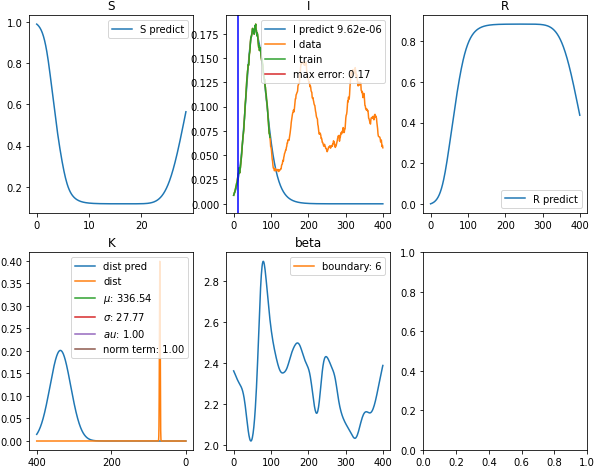 S
I
R
S predict
I predict 9.62e-06
I data
I train
max error: 0.17
R predict
1.0
0.8
0.6
0.4
0.2
0.175
0.150
0.125
0.100
0.075
0.050
0.025
0.000
0.8
0.6
0.4
0.2
0.0
0 10 20
0 100 200 300 400
0 100 200 300 400
K
beta
dist pred
dist
μ: 336.54
σ: 27.77
au: 1.00
norm term: 1.00
boundary: 6
0.40
0.35
0.30
0.25
0.20
0.15
0.10
0.05
0.00
2.8
2.6
2.4
2.2
2.0
1.0
0.8
0.6
0.4
0.2
0.0
400 200 0
0 100 200 300 400
0.0 0.2 0.4 0.6 0.8 1.0